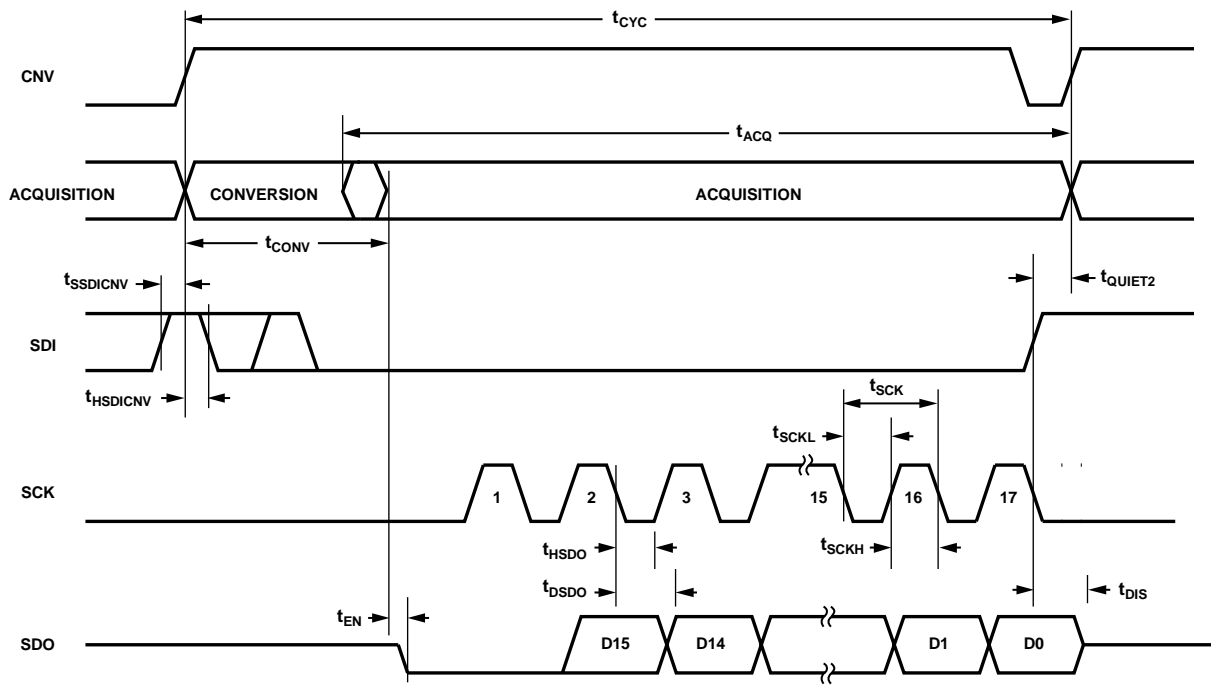 tCYC
CNV
tACQ
ACQUISITION
CONVERSION
ACQUISITION
tCONV
tSSDICNV
tQUIET2
SDI
tHSDICNV
tSCK
tSCKL
SCK
1
2
3
15
16
17
tHSDO
tSCKH
tDSDO
tDIS
tEN
SDO
D15
D14
D1
D0